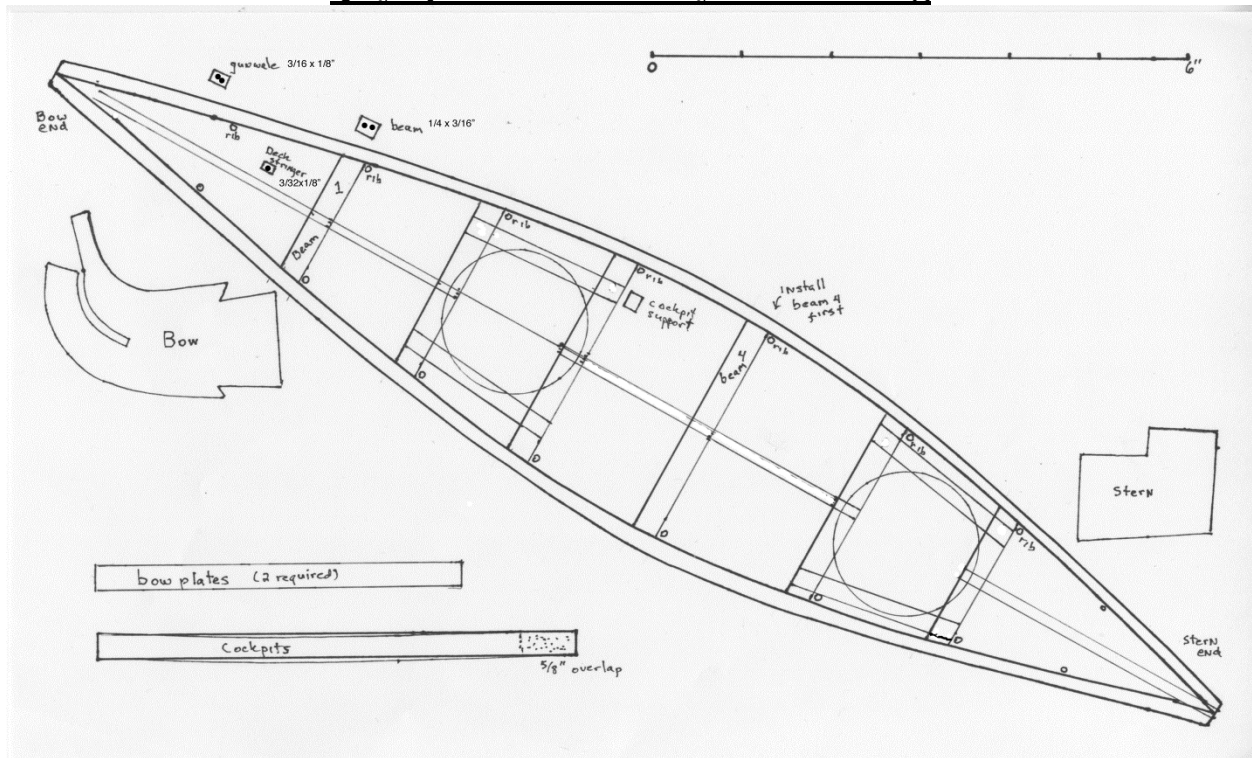 gunwale 3/16 x 1/8"
0
6"
Bow
end
rib
beam 1/4 x 3/16"
Deck
stringer
3/32x1/8"
1
rib
Beam
rib
rib
Cockpit
support
Install
beam 4
first
Bow
4
beam
rib
rib
Stern
rib
bow plates (2 required)
Cockpits
5/8" overlap
Stern
end